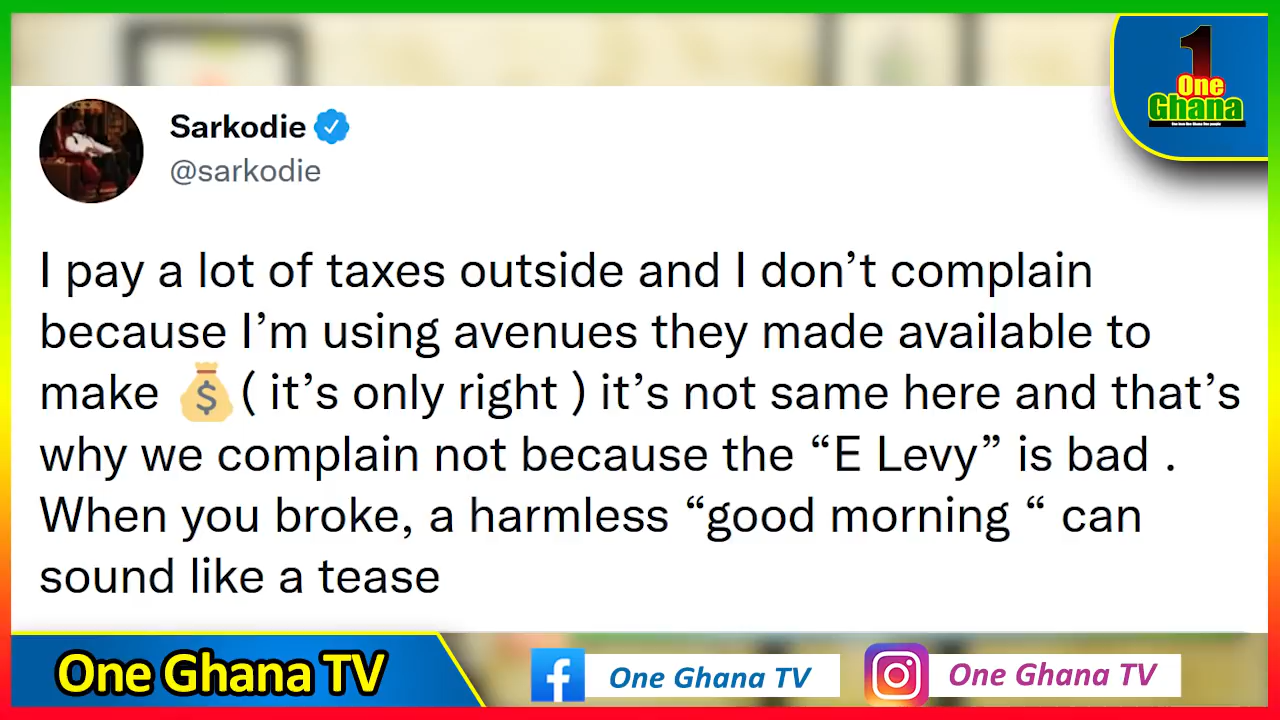 1
One
Ghana
Sarkodie
@sarkodie
I pay a lot of taxes outside and I don’t complain
because I’m using avenues they made available to
make 💰( it’s only right ) it’s not same here and that’s
why we complain not because the “E Levy” is bad .
When you broke, a harmless “good morning “ can
sound like a tease
One Ghana TV
One Ghana TV
One Ghana TV